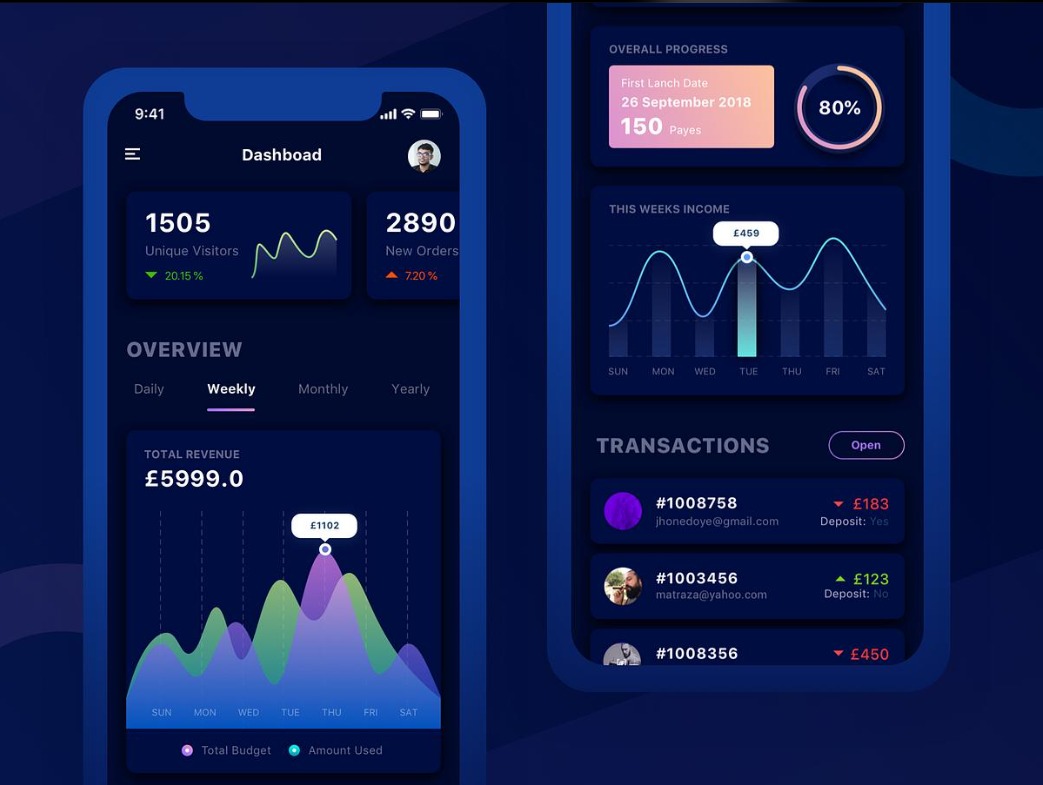 9:41
Dashboad
1505
Unique Visitors
20.15 %
2890
New Orders
7.20 %
OVERVIEW
Daily Weekly Monthly Yearly
TOTAL REVENUE
£5999.0
£1102
SUN MON WED TUE THU FRI SAT
Total Budget Amount Used
OVERALL PROGRESS
First Lanch Date
26 September 2018
150 Payes
80%
THIS WEEKS INCOME
£459
SUN MON WED TUE THU FRI SAT
TRANSACTIONS Open
#1008758 £183
jhonedoye@gmail.com Deposit: Yes
#1003456 £123
matraza@yahoo.com Deposit: No
#1008356 £450